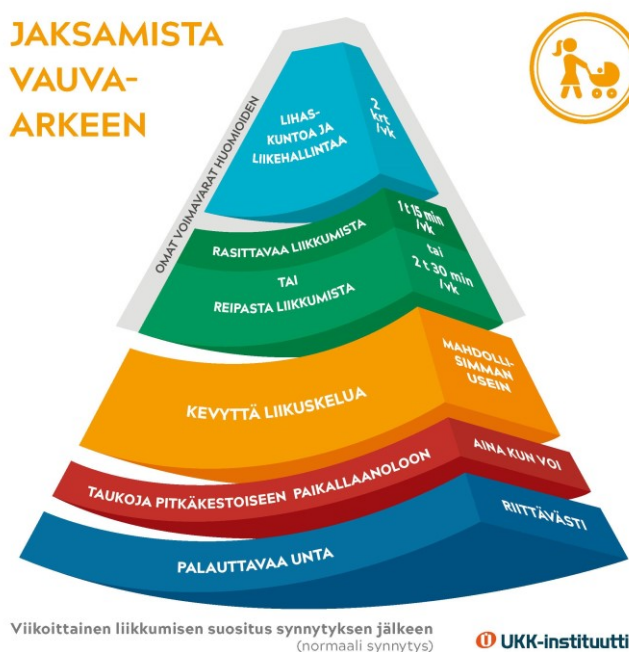 JAKSAMISTA
VAUVA-
ARKEEN
OMAT VOIMAVARAT HUOMIOIDEN
LIHAS-
KUNTOA JA
LIIKEHALLINTAA
2
krt
/vk
RASITTAVAA LIIKKUMISTA
1 t 15 min
/vk
TAI
tai
REIPASTA LIIKKUMISTA
2 t 30 min
/vk
KEVYTTÄ LIIKUSKELUA
MAHDOLLI-
SIMMAN
USEIN
TAUKOJA PITKÄKESTOISEEN PAIKALLAANOLOON
AINA KUN VOI
PALAUTTAVAA UNTA
RIITTÄVÄSTI
Viikoittainen liikkumisen suositus synnytyksen jälkeen
(normaali synnytys)
UKK-instituutti